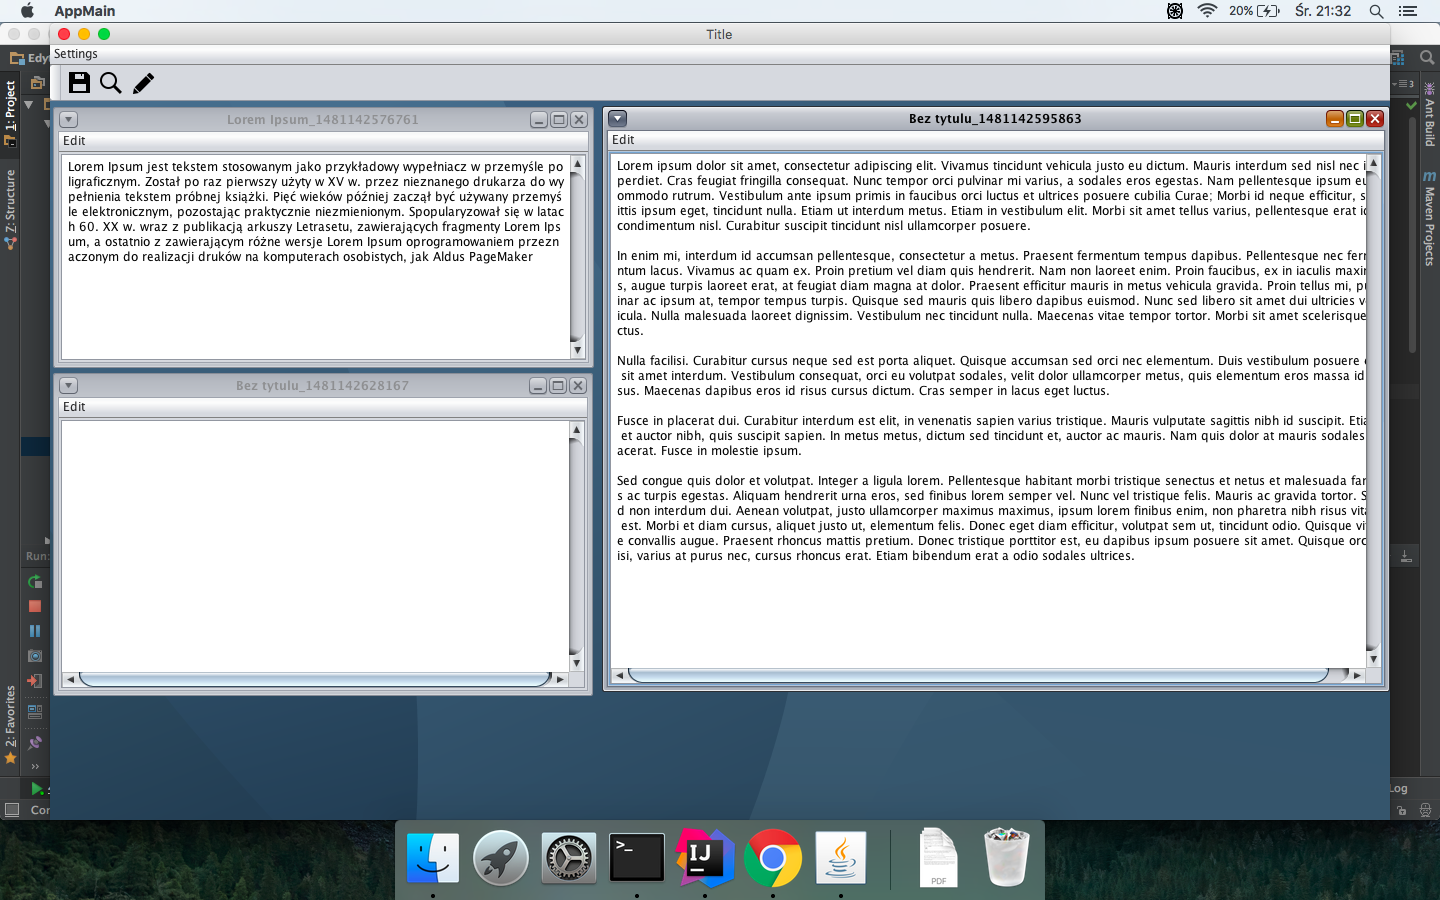 AppMain
20%
Śr. 21:32
Title
Edy
Settings
3
1: Project
Z: Structure
2: Favorites
Ant Build
Maven Projects
Lorem Ipsum_1481142576761
Edit
Lorem Ipsum jest tekstem stosowanym jako przykładowy wypełniacz w przemyśle po
ligraficznym. Został po raz pierwszy użyty w XV w. przez nieznanego drukarza do wy
pełnienia tekstem próbnej książki. Pięć wieków później zaczął być używany przemyś
le elektronicznym, pozostając praktycznie niezmienionym. Spopularyzował się w latac
h 60. XX w. wraz z publikacją arkuszy Letrasetu, zawierających fragmenty Lorem Ips
um, a ostatnio z zawierającym różne wersje Lorem Ipsum oprogramowaniem przezn
aczonym do realizacji druków na komputerach osobistych, jak Aldus PageMaker
Bez tytulu_1481142628167
Edit
Bez tytulu_1481142595863
Edit
Lorem ipsum dolor sit amet, consectetur adipiscing elit. Vivamus tincidunt vehicula justo eu dictum. Mauris interdum sed nisl nec i
perdiet. Cras feugiat fringilla consequat. Nunc tempor orci pulvinar mi varius, a sodales eros egestas. Nam pellentesque ipsum eu
ommodo rutrum. Vestibulum ante ipsum primis in faucibus orci luctus et ultrices posuere cubilia Curae; Morbi id neque efficitur, s
ittis ipsum eget, tincidunt nulla. Etiam ut interdum metus. Etiam in vestibulum elit. Morbi sit amet tellus varius, pellentesque erat id
condimentum nisl. Curabitur suscipit tincidunt nisl ullamcorper posuere.
In enim mi, interdum id accumsan pellentesque, consectetur a metus. Praesent fermentum tempus dapibus. Pellentesque nec ferm
ntum lacus. Vivamus ac quam ex. Proin pretium vel diam quis hendrerit. Nam non laoreet enim. Proin faucibus, ex in iaculis maxim
s, augue turpis laoreet erat, at feugiat diam magna at dolor. Praesent efficitur mauris in metus vehicula gravida. Proin tellus mi, pu
inar ac ipsum at, tempor tempus turpis. Quisque sed mauris quis libero dapibus euismod. Nunc sed libero sit amet dui ultricies v
icula. Nulla malesuada laoreet dignissim. Vestibulum nec tincidunt nulla. Maecenas vitae tempor tortor. Morbi sit amet scelerisque
ctus.
Nulla facilisi. Curabitur cursus neque sed est porta aliquet. Quisque accumsan sed orci nec elementum. Duis vestibulum posuere
sit amet interdum. Vestibulum consequat, orci eu volutpat sodales, velit dolor ullamcorper metus, quis elementum eros massa id
sus. Maecenas dapibus eros id risus cursus dictum. Cras semper in lacus eget luctus.
Fusce in placerat dui. Curabitur interdum est elit, in venenatis sapien varius tristique. Mauris vulputate sagittis nibh id suscipit. Etia
et auctor nibh, quis suscipit sapien. In metus metus, dictum sed tincidunt et, auctor ac mauris. Nam quis dolor at mauris sodales
acerat. Fusce in molestie ipsum.
Sed congue quis dolor et volutpat. Integer a ligula lorem. Pellentesque habitant morbi tristique senectus et netus et malesuada fam
s ac turpis egestas. Aliquam hendrerit urna eros, sed finibus lorem semper vel. Nunc vel tristique felis. Mauris ac gravida tortor. S
d non interdum dui. Aenean volutpat, justo ullamcorper maximus maximus, ipsum lorem finibus enim, non pharetra nibh risus vita
est. Morbi et diam cursus, aliquet justo ut, elementum felis. Donec eget diam efficitur, volutpat sem ut, tincidunt odio. Quisque vit
e convallis augue. Praesent rhoncus mattis pretium. Donec tristique porttitor est, eu dapibus ipsum posuere sit amet. Quisque orc
isi, varius at purus nec, cursus rhoncus erat. Etiam bibendum erat a odio sodales ultrices.
Run:
Log
Cor
>_
IJ
PDF